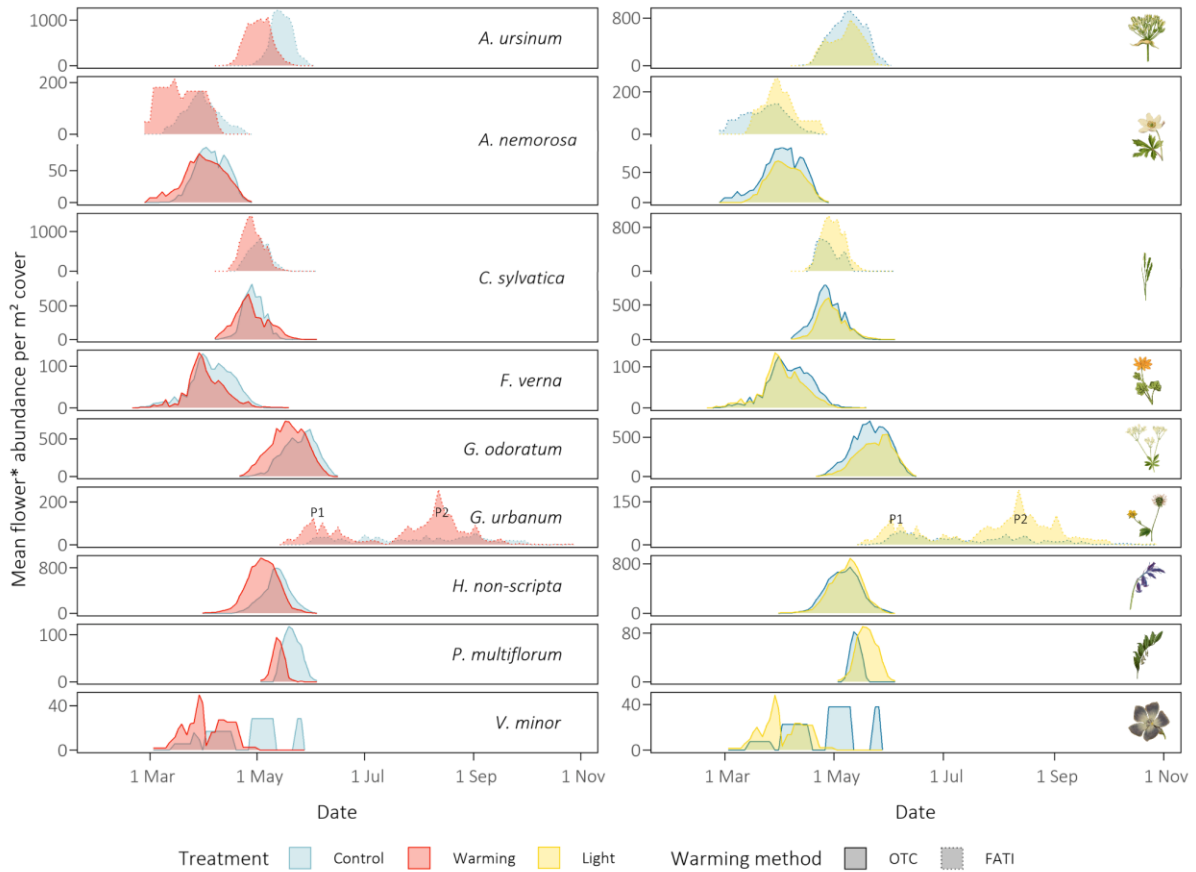 Mean flower* abundance per m² cover
1000
0
A. ursinum
800
0
200
0
50
0
A. nemorosa
200
0
50
0
1000
0
500
0
C. sylvatica
800
0
500
0
100
0
F. verna
100
0
500
0
G. odoratum
500
0
200
0
P1
P2
G. urbanum
150
0
P1
P2
800
0
H. non-scripta
800
0
100
0
P. multiflorum
80
0
40
0
V. minor
40
0
1 Mar 1 May 1 Jul 1 Sep 1 Nov
1 Mar 1 May 1 Jul 1 Sep 1 Nov
Date
Date
Treatment Control Warming Light Warming method OTC FATI